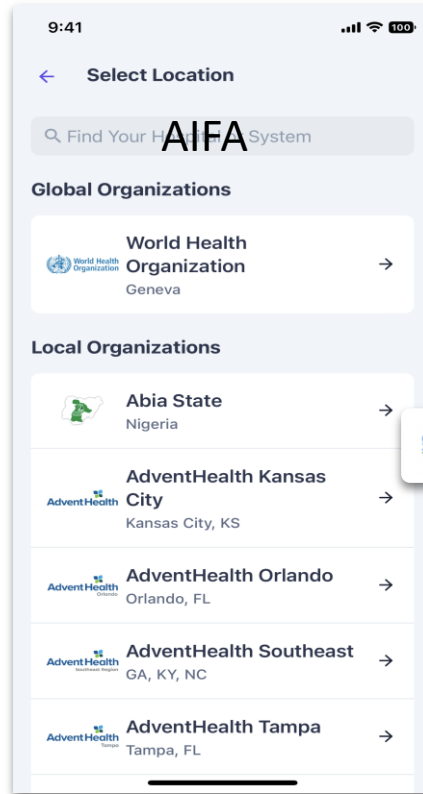 9:41
100
Select Location
Find Your Hospital or System
AIFA
Global Organizations
World Health
Organization
World Health
Organization
Geneva
Local Organizations
Abia State
Nigeria
AdventHealth
AdventHealth Kansas
City
Kansas City, KS
AdventHealth
Orlando
AdventHealth Orlando
Orlando, FL
AdventHealth
Southeast Region
AdventHealth Southeast
GA, KY, NC
AdventHealth
Tampa
AdventHealth Tampa
Tampa, FL